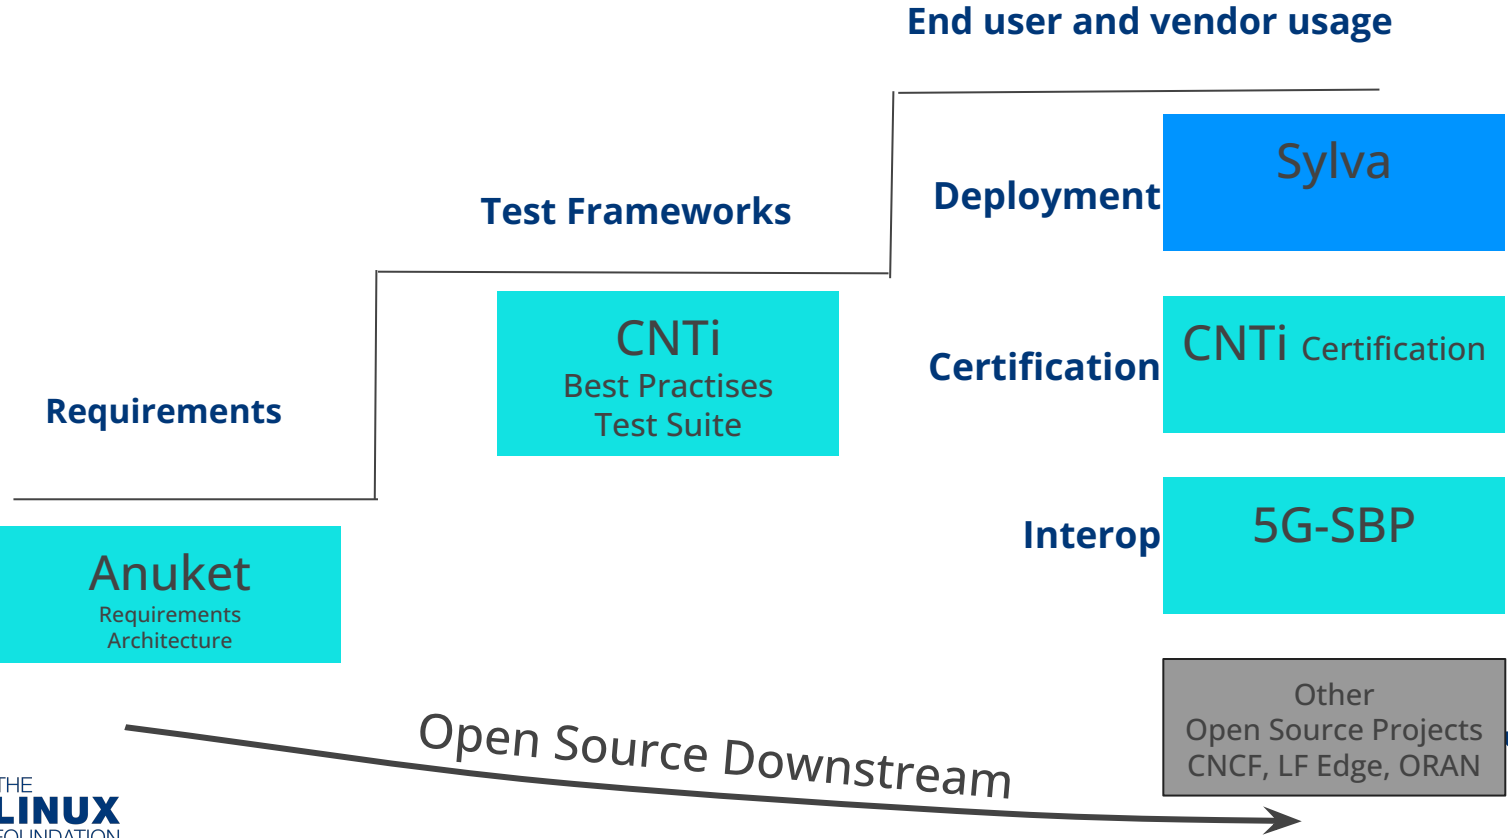 End user and vendor usage
Test Frameworks
Requirements
Deployment
Sylva
Certification
CNTi Certification
Interop
5G-SBP
CNTi
Best Practises
Test Suite
Anuket
Requirements
Architecture
Other
Open Source Projects
CNCF, LF Edge, ORAN
Open Source Downstream
THE
LINUX
FOUNDATION